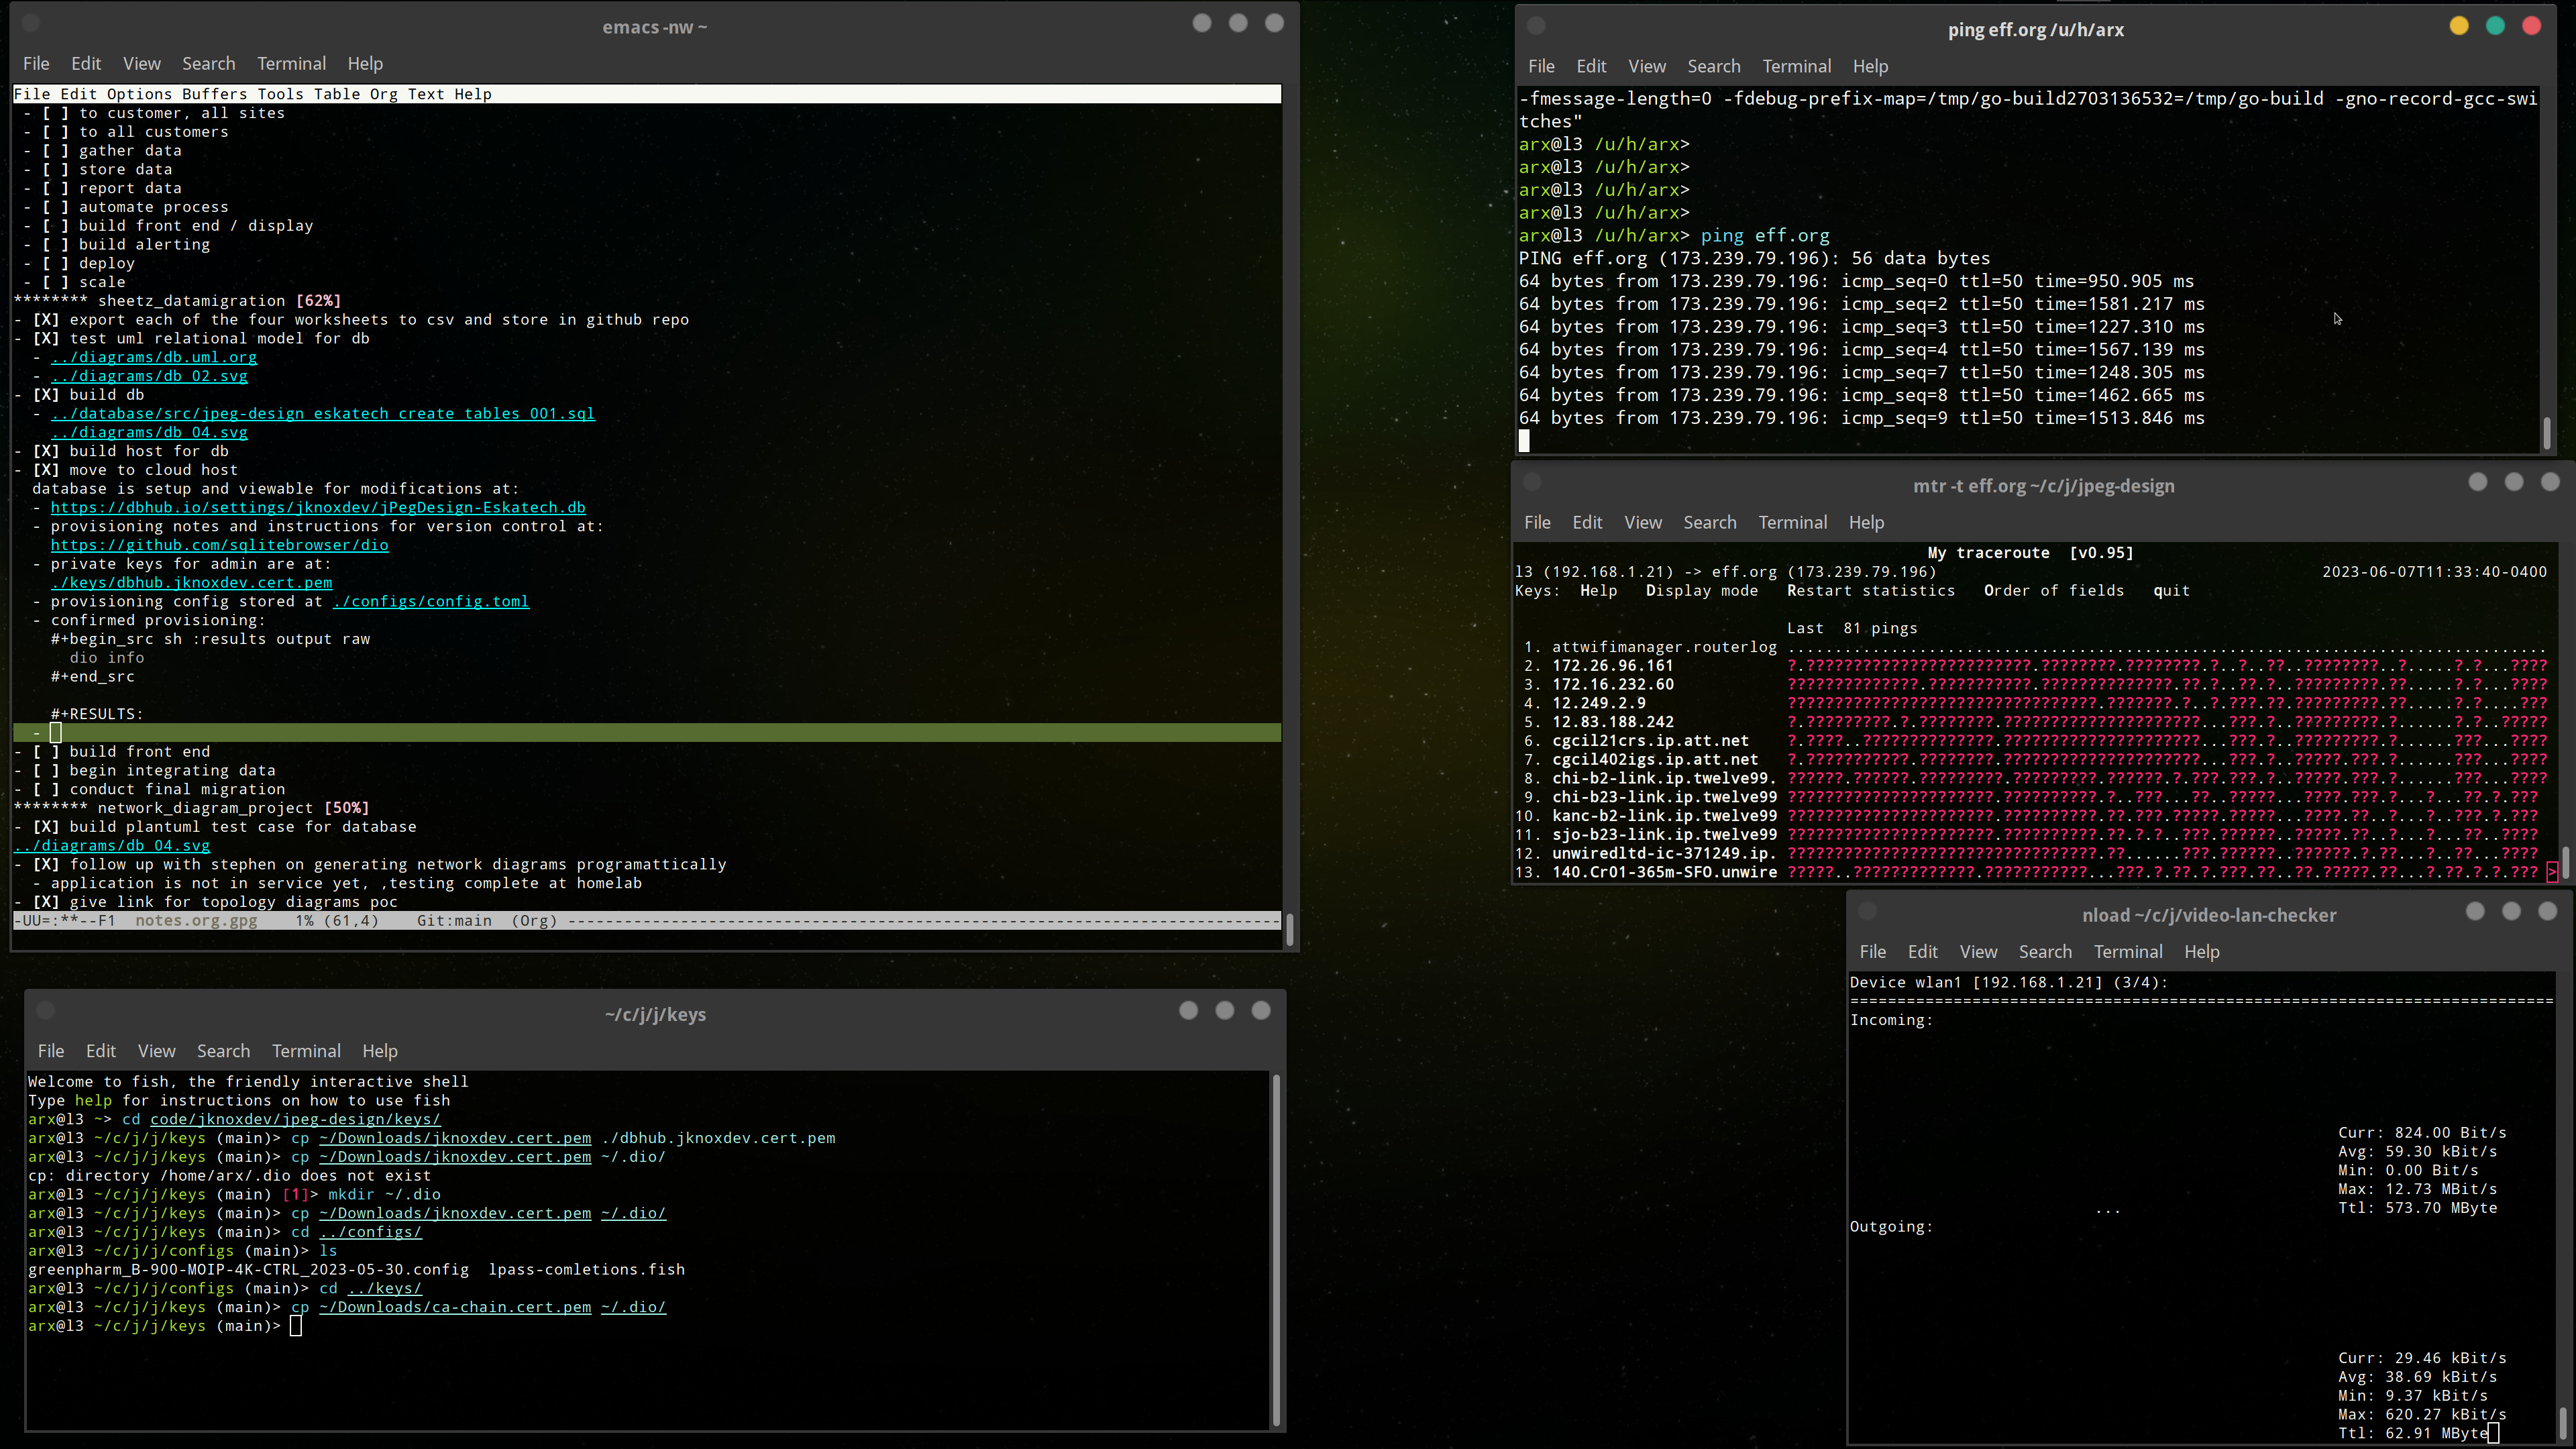 emacs -nw ~
File Edit View Search Terminal Help
File Edit Options Buffers Tools Table Org Text Help
- [ ] to customer, all sites
- [ ] to all customers
- [ ] gather data
- [ ] store data
- [ ] report data
- [ ] automate process
- [ ] build front end / display
- [ ] build alerting
- [ ] deploy
- [ ] scale
******** sheetz_datamigration [62%]
- [X] export each of the four worksheets to csv and store in github repo
- [X] test uml relational model for db
- ../diagrams/db.uml.org
- ../diagrams/db_02.svg
- [X] build db
- ../database/src/jpeg-design_eskatech_create_tables_001.sql
../diagrams/db_04.svg
- [X] build host for db
- [X] move to cloud host
database is setup and viewable for modifications at:
- https://dbhub.io/settings/jknoxdev/jPegDesign-Eskatech.db
- provisioning notes and instructions for version control at:
https://github.com/sqlitebrowser/dio
- private keys for admin are at:
./keys/dbhub.jknoxdev.cert.pem
- provisioning config stored at ./configs/config.toml
- confirmed provisioning:
#+begin_src sh :results output raw
dio info
#+end_src
#+RESULTS:
-
- [ ] build front end
- [ ] begin integrating data
- [ ] conduct final migration
******** network_diagram_project [50%]
- [X] build plantuml test case for database
../diagrams/db_04.svg
- [X] follow up with stephen on generating network diagrams programattically
- application is not in service yet, ,testing complete at homelab
- [X] give link for topology diagrams poc
-UU=:**--F1 notes.org.gpg 1% (61,4) Git:main (Org) ----------
~/c/j/j/keys
File Edit View Search Terminal Help
Welcome to fish, the friendly interactive shell
Type help for instructions on how to use fish
arx@l3 ~> cd code/jknoxdev/jpeg-design/keys/
arx@l3 ~/c/j/j/keys (main)> cp ~/Downloads/jknoxdev.cert.pem ./dbhub.jknoxdev.cert.pem
arx@l3 ~/c/j/j/keys (main)> cp ~/Downloads/jknoxdev.cert.pem ~/.dio/
cp: directory /home/arx/.dio does not exist
arx@l3 ~/c/j/j/keys (main) [1]> mkdir ~/.dio
arx@l3 ~/c/j/j/keys (main)> cp ~/Downloads/jknoxdev.cert.pem ~/.dio/
arx@l3 ~/c/j/j/keys (main)> cd ../configs/
arx@l3 ~/c/j/j/configs (main)> ls
greenpharm_B-900-MOIP-4K-CTRL_2023-05-30.config lpass-comletions.fish
arx@l3 ~/c/j/j/configs (main)> cd ../keys/
arx@l3 ~/c/j/j/keys (main)> cp ~/Downloads/ca-chain.cert.pem ~/.dio/
arx@l3 ~/c/j/j/keys (main)>
ping eff.org /u/h/arx
File Edit View Search Terminal Help
-fmessage-length=0 -fdebug-prefix-map=/tmp/go-build2703136532=/tmp/go-build -gno-record-gcc-swi
tches"
arx@l3 /u/h/arx>
arx@l3 /u/h/arx>
arx@l3 /u/h/arx>
arx@l3 /u/h/arx>
arx@l3 /u/h/arx> ping eff.org
PING eff.org (173.239.79.196): 56 data bytes
64 bytes from 173.239.79.196: icmp_seq=0 ttl=50 time=950.905 ms
64 bytes from 173.239.79.196: icmp_seq=2 ttl=50 time=1581.217 ms
64 bytes from 173.239.79.196: icmp_seq=3 ttl=50 time=1227.310 ms
64 bytes from 173.239.79.196: icmp_seq=4 ttl=50 time=1567.139 ms
64 bytes from 173.239.79.196: icmp_seq=7 ttl=50 time=1248.305 ms
64 bytes from 173.239.79.196: icmp_seq=8 ttl=50 time=1462.665 ms
64 bytes from 173.239.79.196: icmp_seq=9 ttl=50 time=1513.846 ms
mtr -t eff.org ~/c/j/jpeg-design
File Edit View Search Terminal Help
My traceroute [v0.95]
l3 (192.168.1.21) -> eff.org (173.239.79.196) 2023-06-07T11:33:40-0400
Keys: Help Display mode Restart statistics Order of fields quit
Last 81 pings
1. attwifimanager.routerlog
2. 172.26.96.161
3. 172.16.232.60
4. 12.249.2.9
5. 12.83.188.242
6. cgcil21crs.ip.att.net
7. cgcil402igs.ip.att.net
8. chi-b2-link.ip.twelve99.
9. chi-b23-link.ip.twelve99
10. kanc-b2-link.ip.twelve99
11. sjo-b23-link.ip.twelve99
12. unwiredltd-ic-371249.ip.
13. 140.Cr01-365m-SFO.unwire
nload ~/c/j/video-lan-checker
File Edit View Search Terminal Help
Device wlan1 [192.168.1.21] (3/4):
==========
Incoming:
Curr: 824.00 Bit/s
Avg: 59.30 kBit/s
Min: 0.00 Bit/s
Max: 12.73 MBit/s
... Ttl: 573.70 MByte
Outgoing:
Curr: 29.46 kBit/s
Avg: 38.69 kBit/s
Min: 9.37 kBit/s
Max: 620.27 kBit/s
Ttl: 62.91 MByte